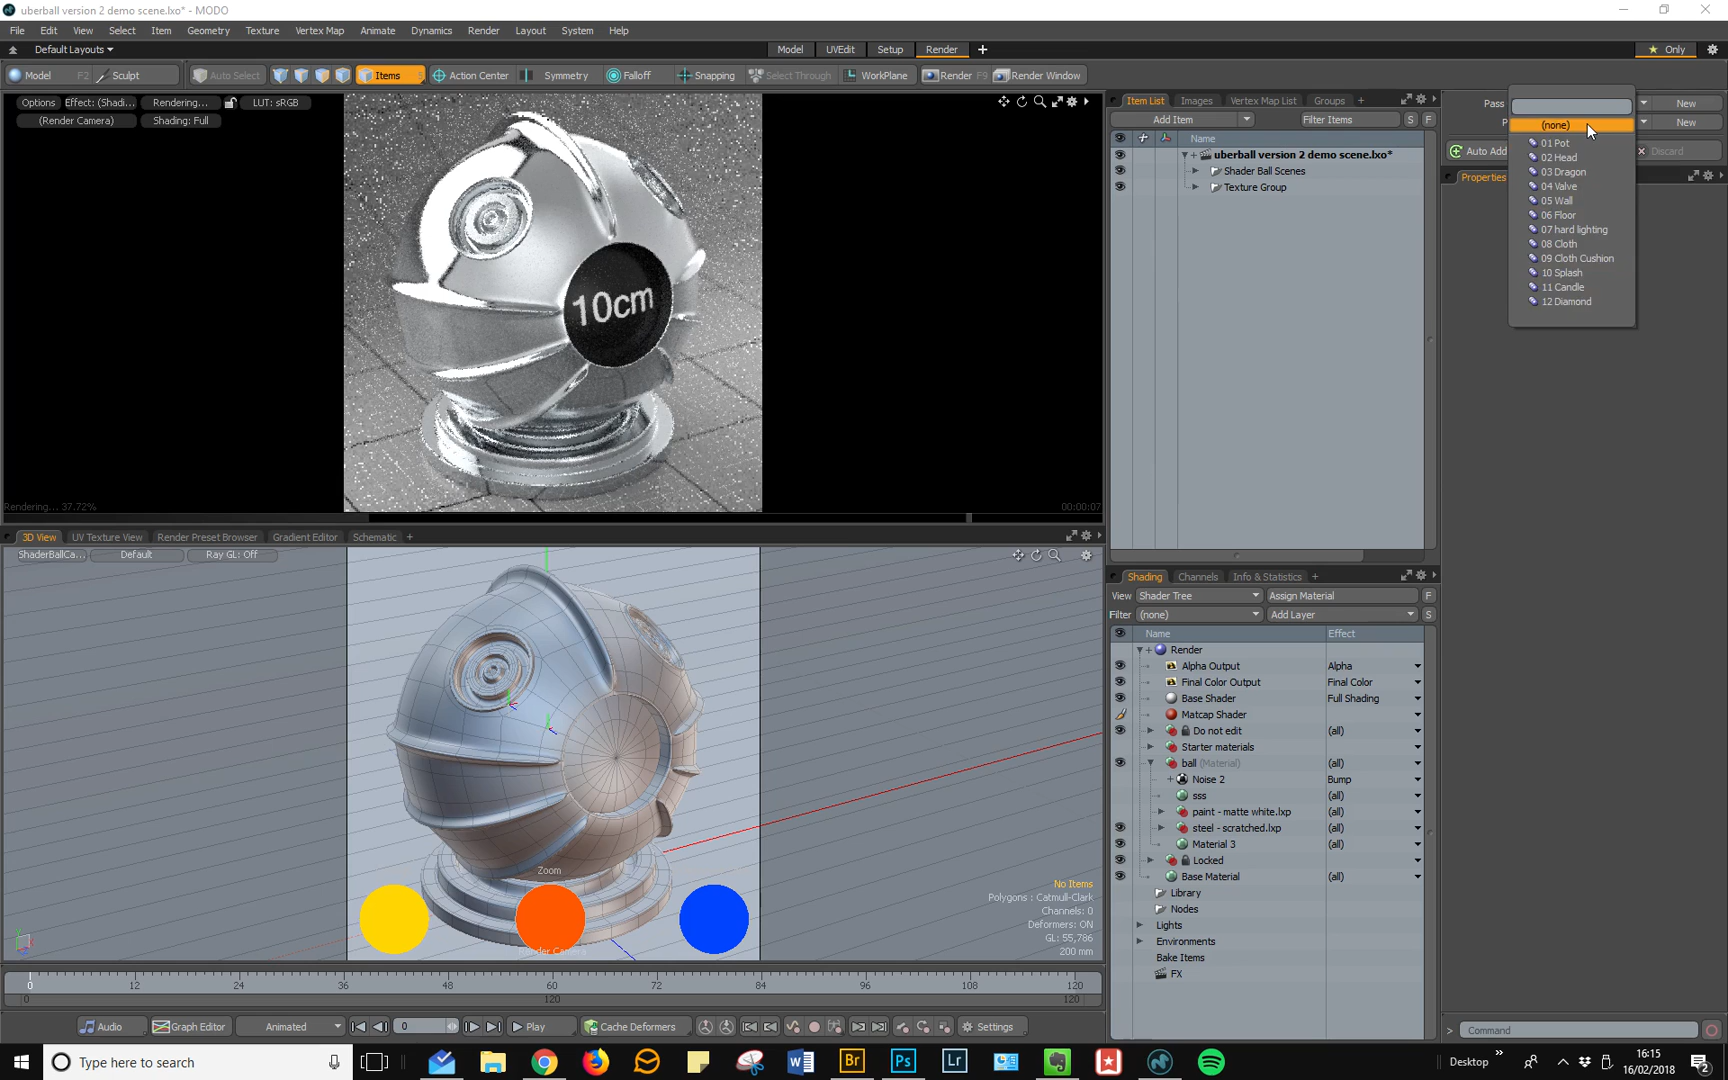 uberball version 2 demo scene.lxo* - MODO
File Edit View Select Item Geometry Texture Vertex Map Animate Dynamics Render Layout System Help
Default Layouts Model UVEdit Setup Render + Only
Model F2 Sculpt Auto Select Items 5 Action Center Symmetry Falloff Snapping Select Through WorkPlane Render F9 Render Window
Options Effect: (Shadi... Rendering... LUT: sRGB
(Render Camera) Shading: Full
10cm
Rendering... 37.72% 00:00:07
3D View UV Texture View Render Preset Browser Gradient Editor Schematic +
ShaderBallCa... Default Ray GL: Off
Zoom
No Items
Polygons : Catmull-Clark
Channels: 0
Deformers: ON
GL: 55,786
200 mm
0 12 24 36 48 60 72 84 96 108 120
0 120 120
Audio Graph Editor Animated 0 Play Cache Deformers Settings
Item List Images Vertex Map List Groups +
Add Item Filter Items S F
Name
uberball version 2 demo scene.lxo*
Shader Ball Scenes
Texture Group
Shading Channels Info & Statistics +
View Shader Tree Assign Material F
Filter (none) Add Layer S
Name Effect
Render
Alpha Output Alpha
Final Color Output Final Color
Base Shader Full Shading
Matcap Shader
Do not edit (all)
Starter materials
ball (Material) (all)
Noise 2 Bump
sss (all)
paint - matte white.lxp (all)
steel - scratched.lxp (all)
Material 3 (all)
Locked (all)
Base Material (all)
Library
Nodes
Lights
Environments
Bake Items
FX
Pass New
P New
Auto Add Discard
Properties
(none)
01 Pot
02 Head
03 Dragon
04 Valve
05 Wall
06 Floor
07 hard lighting
08 Cloth
09 Cloth Cushion
10 Splash
11 Candle
12 Diamond
> Command
Type here to search
Desktop
16:15
16/02/2018
2